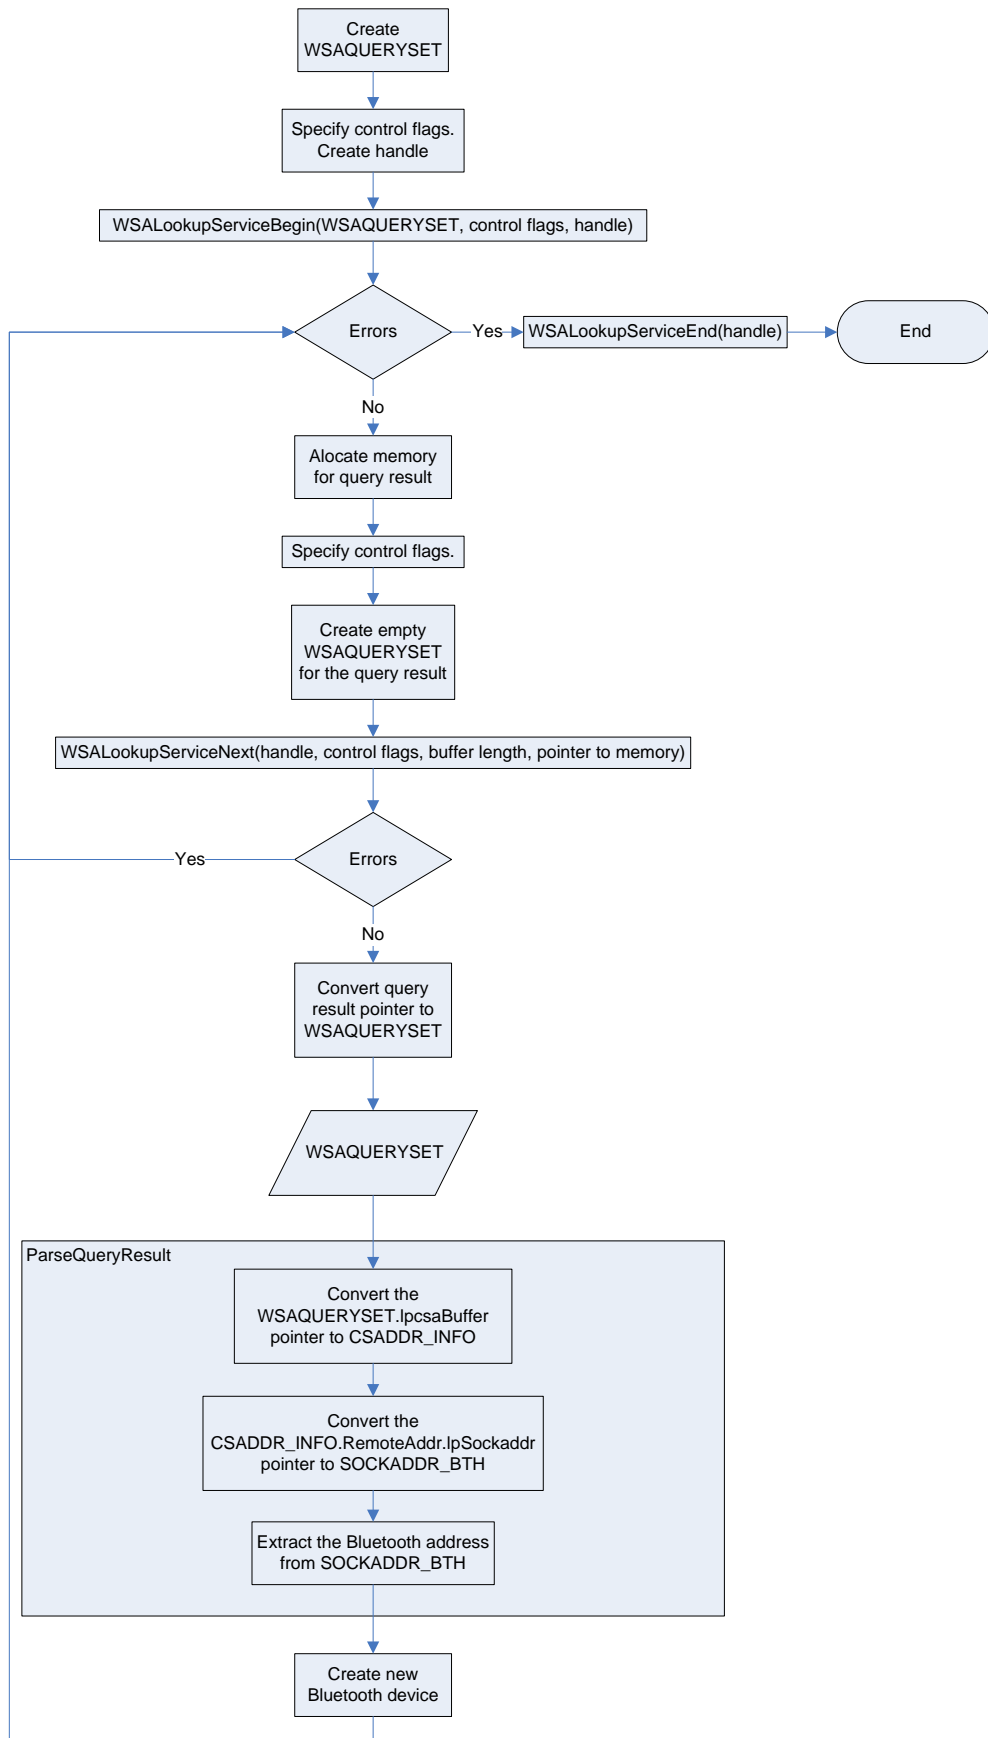 Create
WSAQUERYSET
Specify control flags.
Create handle
WSALookupServiceBegin(WSAQUERYSET, control flags, handle)
Errors
Yes
WSALookupServiceEnd(handle)
End
No
Alocate memory
for query result
Specify control flags.
Create empty
WSAQUERYSET
for the query result
WSALookupServiceNext(handle, control flags, buffer length, pointer to memory)
Yes
Errors
No
Convert query
result pointer to
WSAQUERYSET
WSAQUERYSET
ParseQueryResult
Convert the
WSAQUERYSET.lpcsaBuffer
pointer to CSADDR_INFO
Convert the
CSADDR_INFO.RemoteAddr.lpSockaddr
pointer to SOCKADDR_BTH
Extract the Bluetooth address
from SOCKADDR_BTH
Create new
Bluetooth device